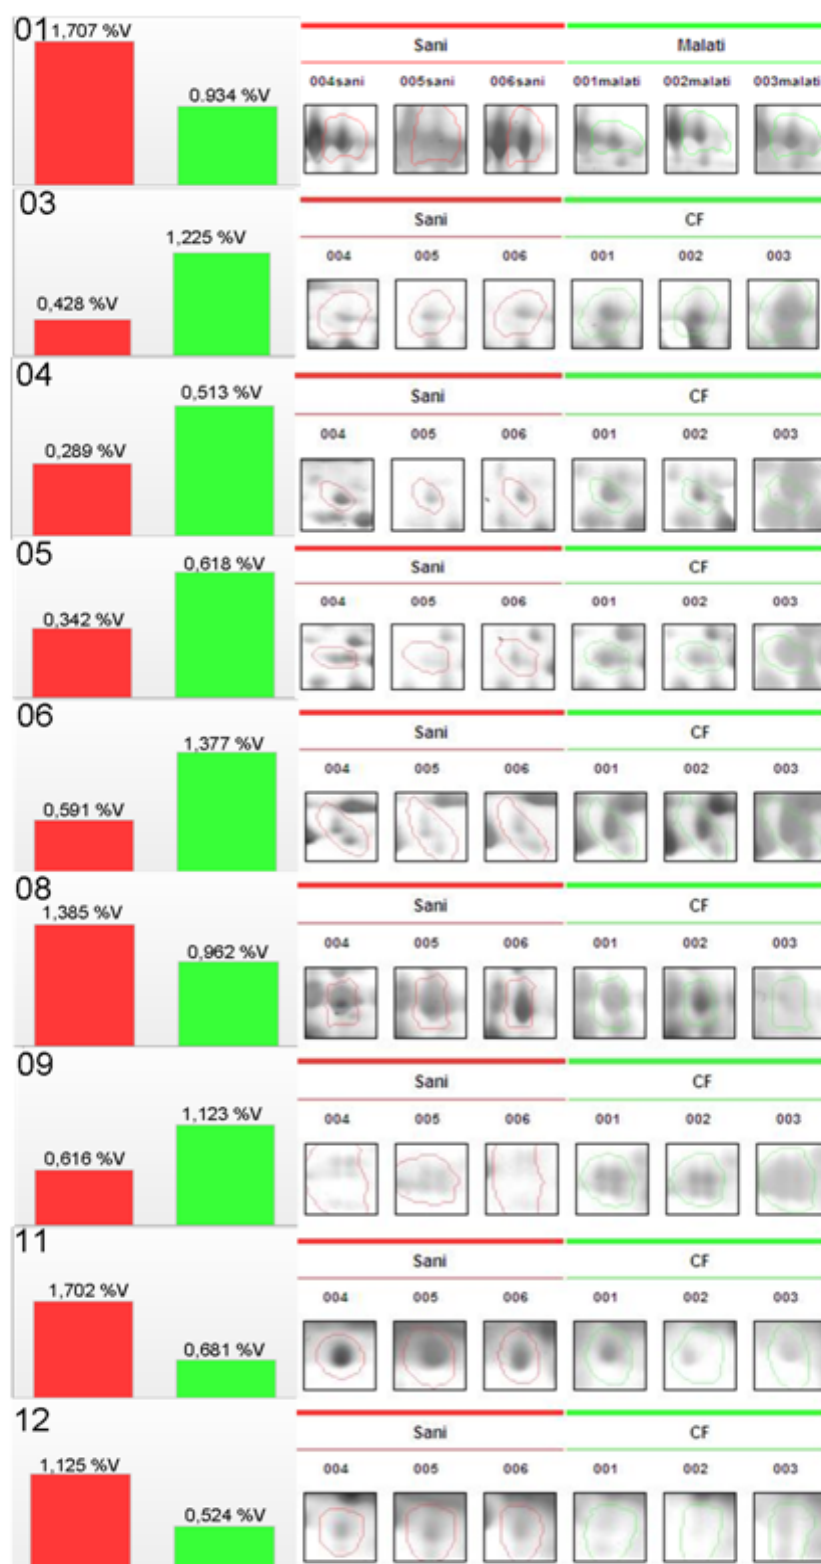 01
1,707 %V
0.934 %V
Sani
Malati
004sani 005sani 006sani 001malati 002malati 003malati
03
0,428 %V
1,225 %V
Sani
CF
004 005 006 001 002 003
04
0,289 %V
0,513 %V
Sani
CF
004 005 006 001 002 003
05
0,342 %V
0,618 %V
Sani
CF
004 005 006 001 002 003
06
0,591 %V
1,377 %V
Sani
CF
004 005 006 001 002 003
08
1,385 %V
0,962 %V
Sani
CF
004 005 006 001 002 003
09
0,616 %V
1,123 %V
Sani
CF
004 005 006 001 002 003
11
1,702 %V
0,681 %V
Sani
CF
004 005 006 001 002 003
12
1,125 %V
0,524 %V
Sani
CF
004 005 006 001 002 003